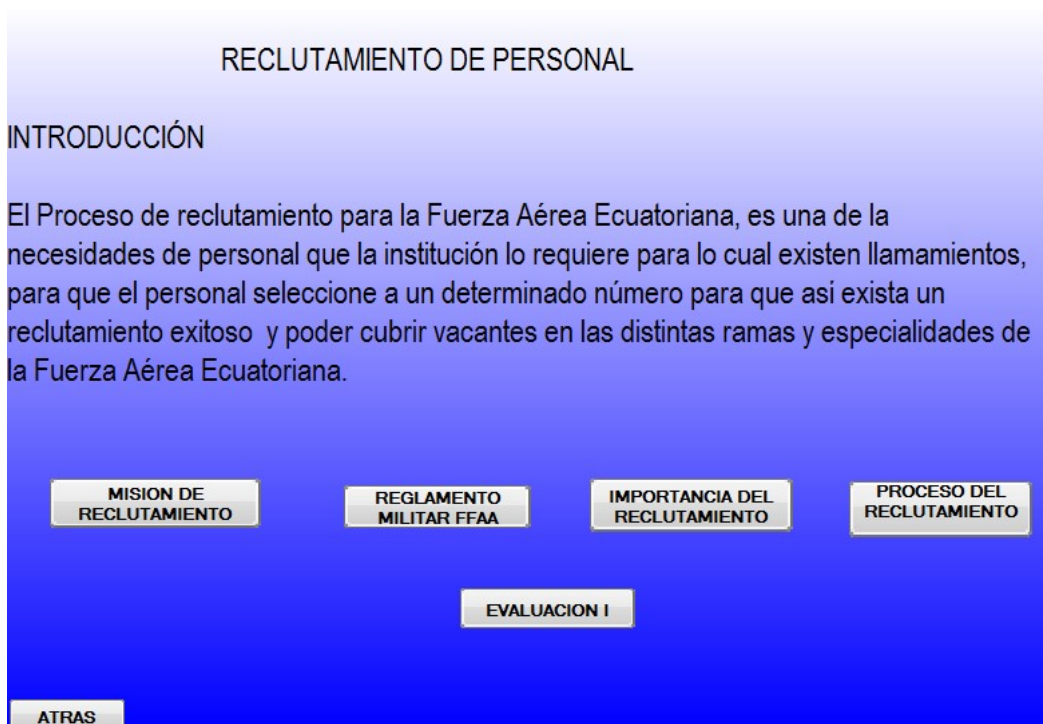 RECLUTAMIENTO DE PERSONAL
INTRODUCCIÓN
El Proceso de reclutamiento para la Fuerza Aérea Ecuatoriana, es una de la
necesidades de personal que la institución lo requiere para lo cual existen llamamientos,
para que el personal seleccione a un determinado número para que así exista un
reclutamiento exitoso y poder cubrir vacantes en las distintas ramas y especialidades de
la Fuerza Aérea Ecuatoriana.
MISION DE
RECLUTAMIENTO
REGLAMENTO
MILITAR FFAA
IMPORTANCIA DEL
RECLUTAMIENTO
PROCESO DEL
RECLUTAMIENTO
EVALUACION I
ATRAS